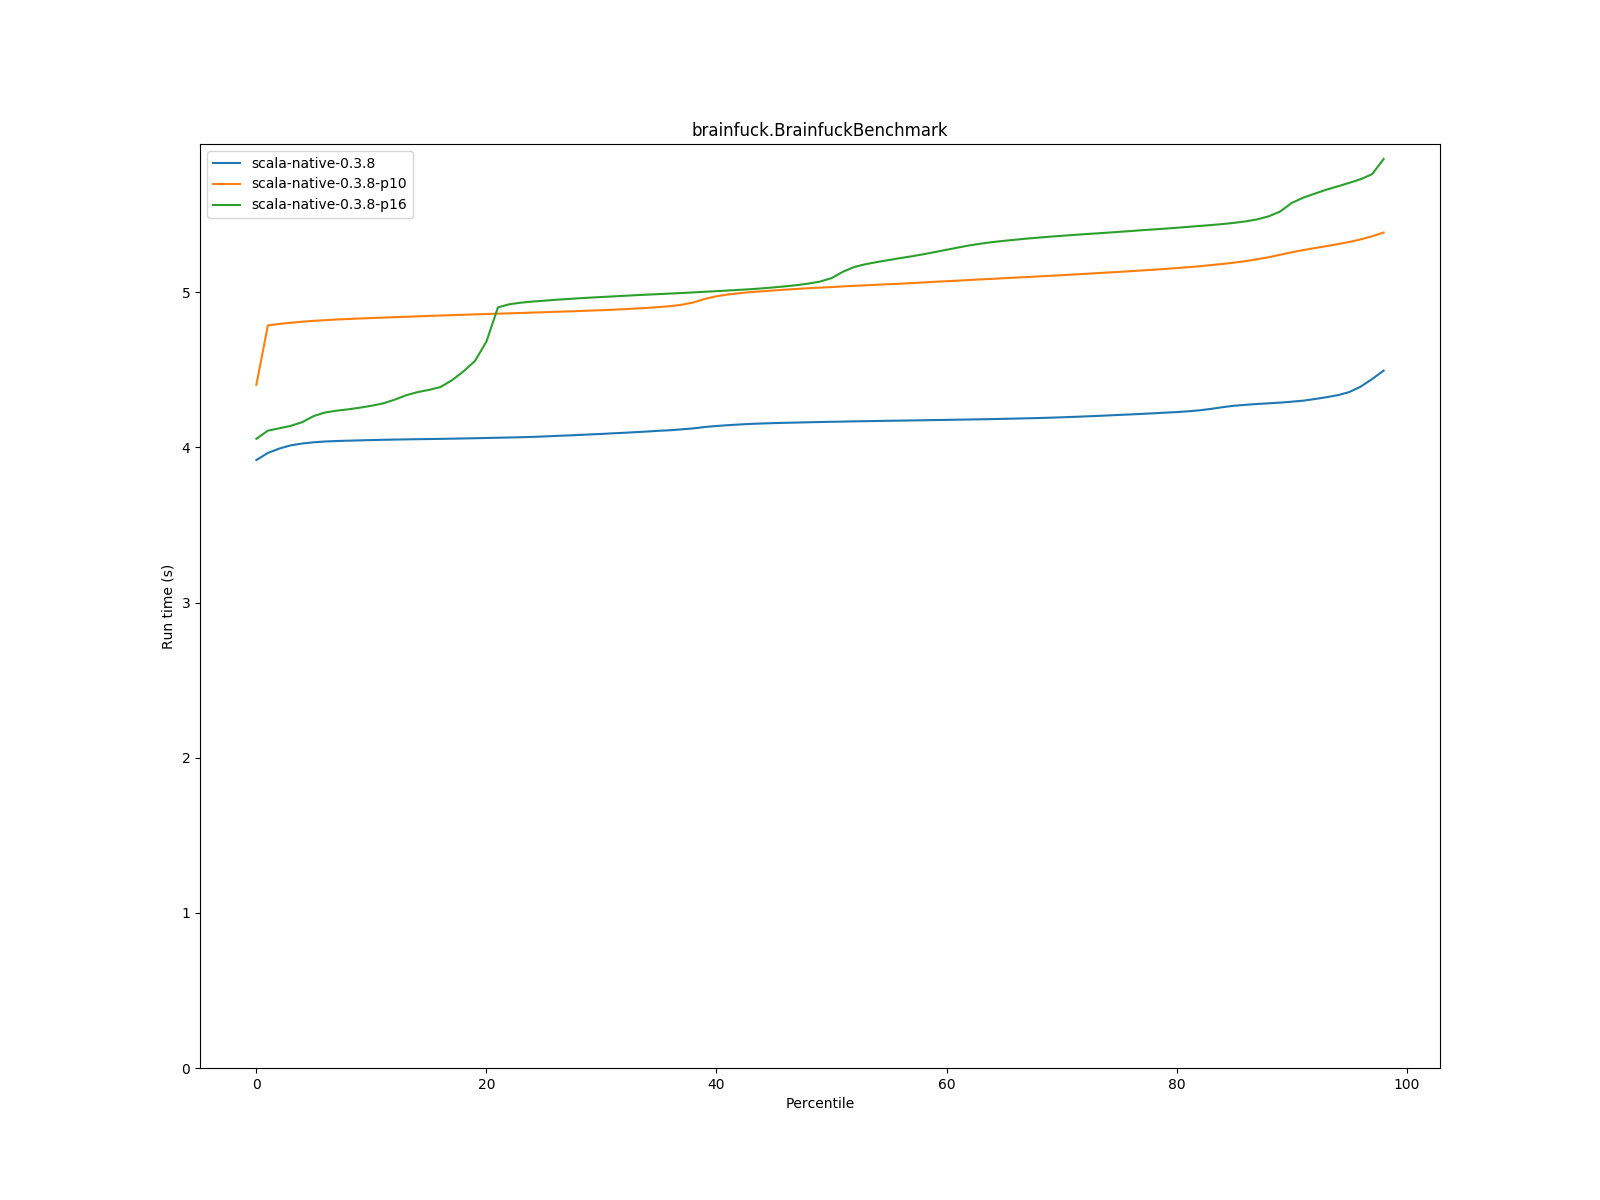 brainfuck.BrainfuckBenchmark
scala-native-0.3.8
scala-native-0.3.8-p10
scala-native-0.3.8-p16
5
4
3
2
1
0
Run time (s)
0 20 40 60 80 100
Percentile